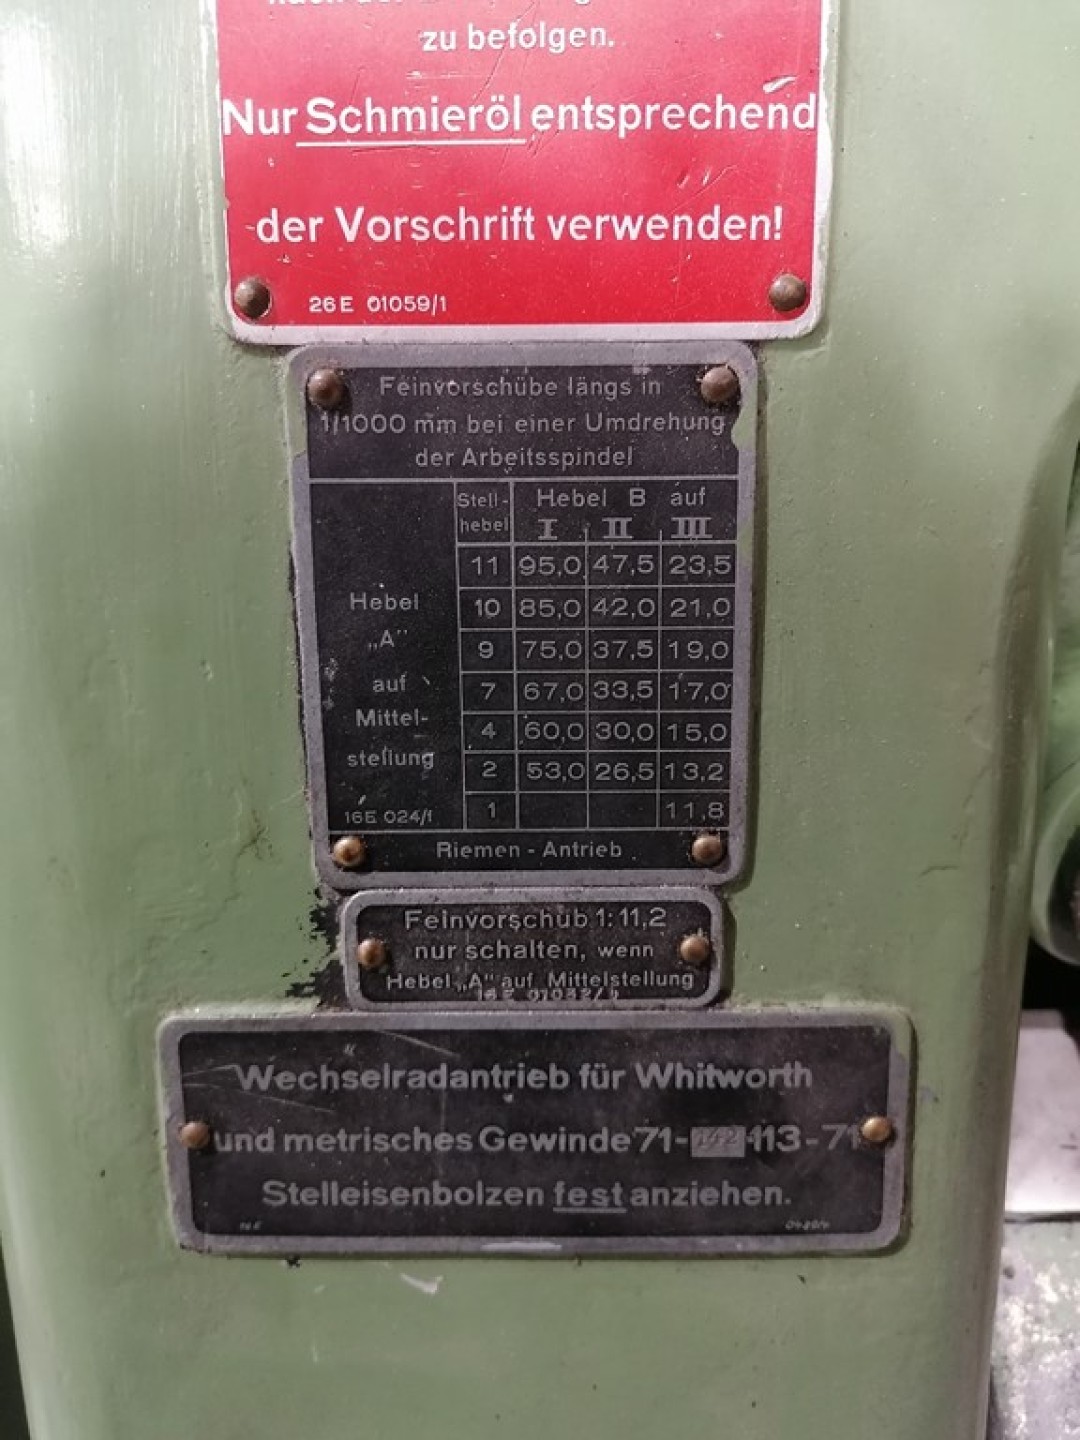 zu befolgen.
Nur Schmieröl entsprechend
der Vorschrift verwenden!
26 E 01059/1
Feinvorschübe längs in
1/1000 mm bei einer Umdrehung
der Arbeitsspindel
Stell- Hebel B auf
hebel I II III
11 95,0 47,5 23,5
10 85,0 42,0 21,0
9 75,0 37,5 19,0
7 67,0 33,5 17,0
4 60,0 30,0 15,0
2 53,0 26,5 13,2
1 11,8
Hebel
„A"
auf
Mittel-
stellung
16E 024/1
Riemen - Antrieb
Feinvorschub 1:11,2
nur schalten, wenn
Hebel „A" auf Mittelstellung
Wechselradantrieb für Whitworth
und metrisches Gewinde 71- 113-71
Stelleisenbolzen fest anziehen.
16 E